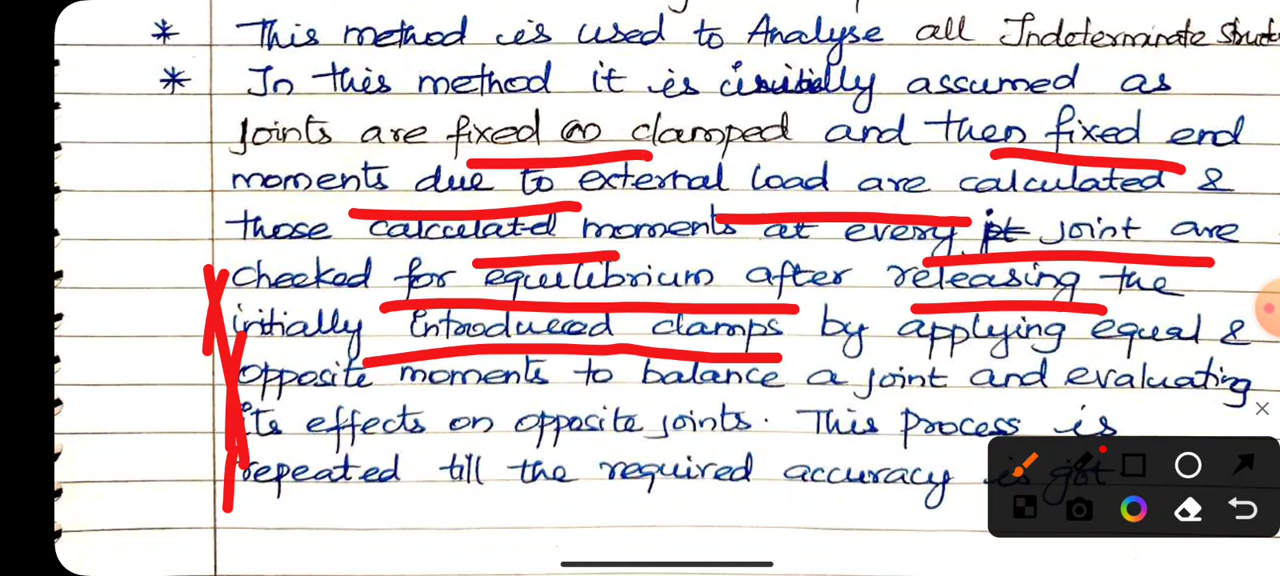 * This method is used to Analyse all Indeterminate Struct
* In this method it is initially assumed as
joints are fixed or clamped and then fixed end
moments due to external load are calculated &
those calculated moments at every joint are
checked for equilibrium after releasing the
initially introduced clamps by applying equal &
opposite moments to balance a joint and evaluating
its effects on opposite joints. This process is
repeated till the required accuracy is got